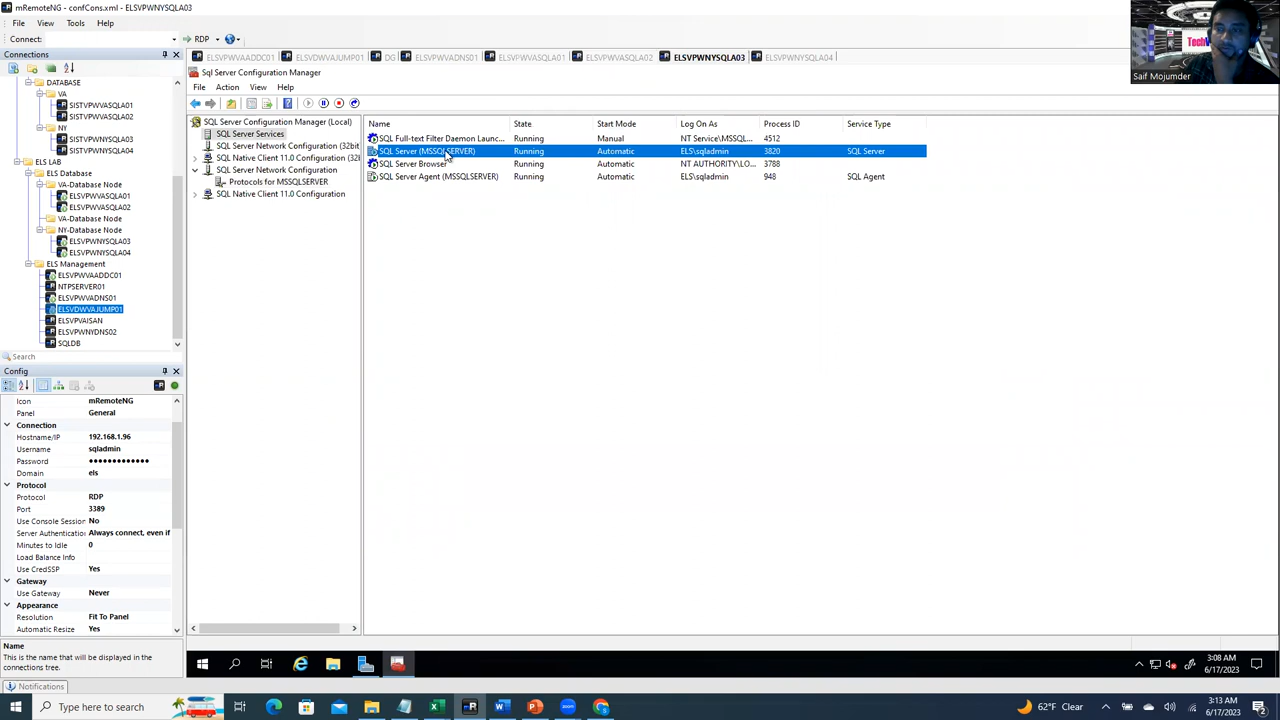 mRemoteNG - confCons.xml - ELSVPWNYSQLA03
File View Tools Help
Connect: RDP
Connections
DATABASE
VA
SISTVPWVASQLA01
SISTVPWVASQLA02
NY
SISTVPWNYSQLA03
SISTVPWNYSQLA04
ELS LAB
ELS Database
VA-Database Node
ELSVPWVASQLA01
ELSVPWVASQLA02
VA-Database Node
NY-Database Node
ELSVPWNYSQLA03
ELSVPWNYSQLA04
ELS Management
ELSVPWVAADDC01
NTPSERVER01
ELSVPWVADNS01
ELSVDWVAJUMP01
ELSVPVAISAN
ELSVPWNYDNS02
SQLDB
Search
Config
Icon mRemoteNG
Panel General
Connection
Hostname/IP 192.168.1.96
Username sqladmin
Password ●●●●●●●●●●●●●
Domain els
Protocol
Protocol RDP
Port 3389
Use Console Session No
Server Authentication Always connect, even if
Minutes to Idle 0
Load Balance Info
Use CredSSP Yes
Gateway
Use Gateway Never
Appearance
Resolution Fit To Panel
Automatic Resize Yes
Name
This is the name that will be displayed in the
connections tree.
Notifications
ELSVPWVAADDC01 ELSVDWVAJUMP01 DG ELSVPWVADNS01 ELSVPWVASQLA01 ELSVPWVASQLA02 ELSVPWNYSQLA03 ELSVPWNYSQLA04
Sql Server Configuration Manager
File Action View Help
SQL Server Configuration Manager (Local)
SQL Server Services
SQL Server Network Configuration (32bit
SQL Native Client 11.0 Configuration (32l
SQL Server Network Configuration
Protocols for MSSQLSERVER
SQL Native Client 11.0 Configuration
Name State Start Mode Log On As Process ID Service Type
SQL Full-text Filter Daemon Launc... Running Manual NT Service\MSSQL... 4512
SQL Server (MSSQLSERVER) Running Automatic ELS\sqladmin 3820 SQL Server
SQL Server Browser Running Automatic NT AUTHORITY\LO... 3788
SQL Server Agent (MSSQLSERVER) Running Automatic ELS\sqladmin 948 SQL Agent
Saif Mojumder
3:08 AM
6/17/2023
Type here to search
62°F Clear
3:13 AM
6/17/2023